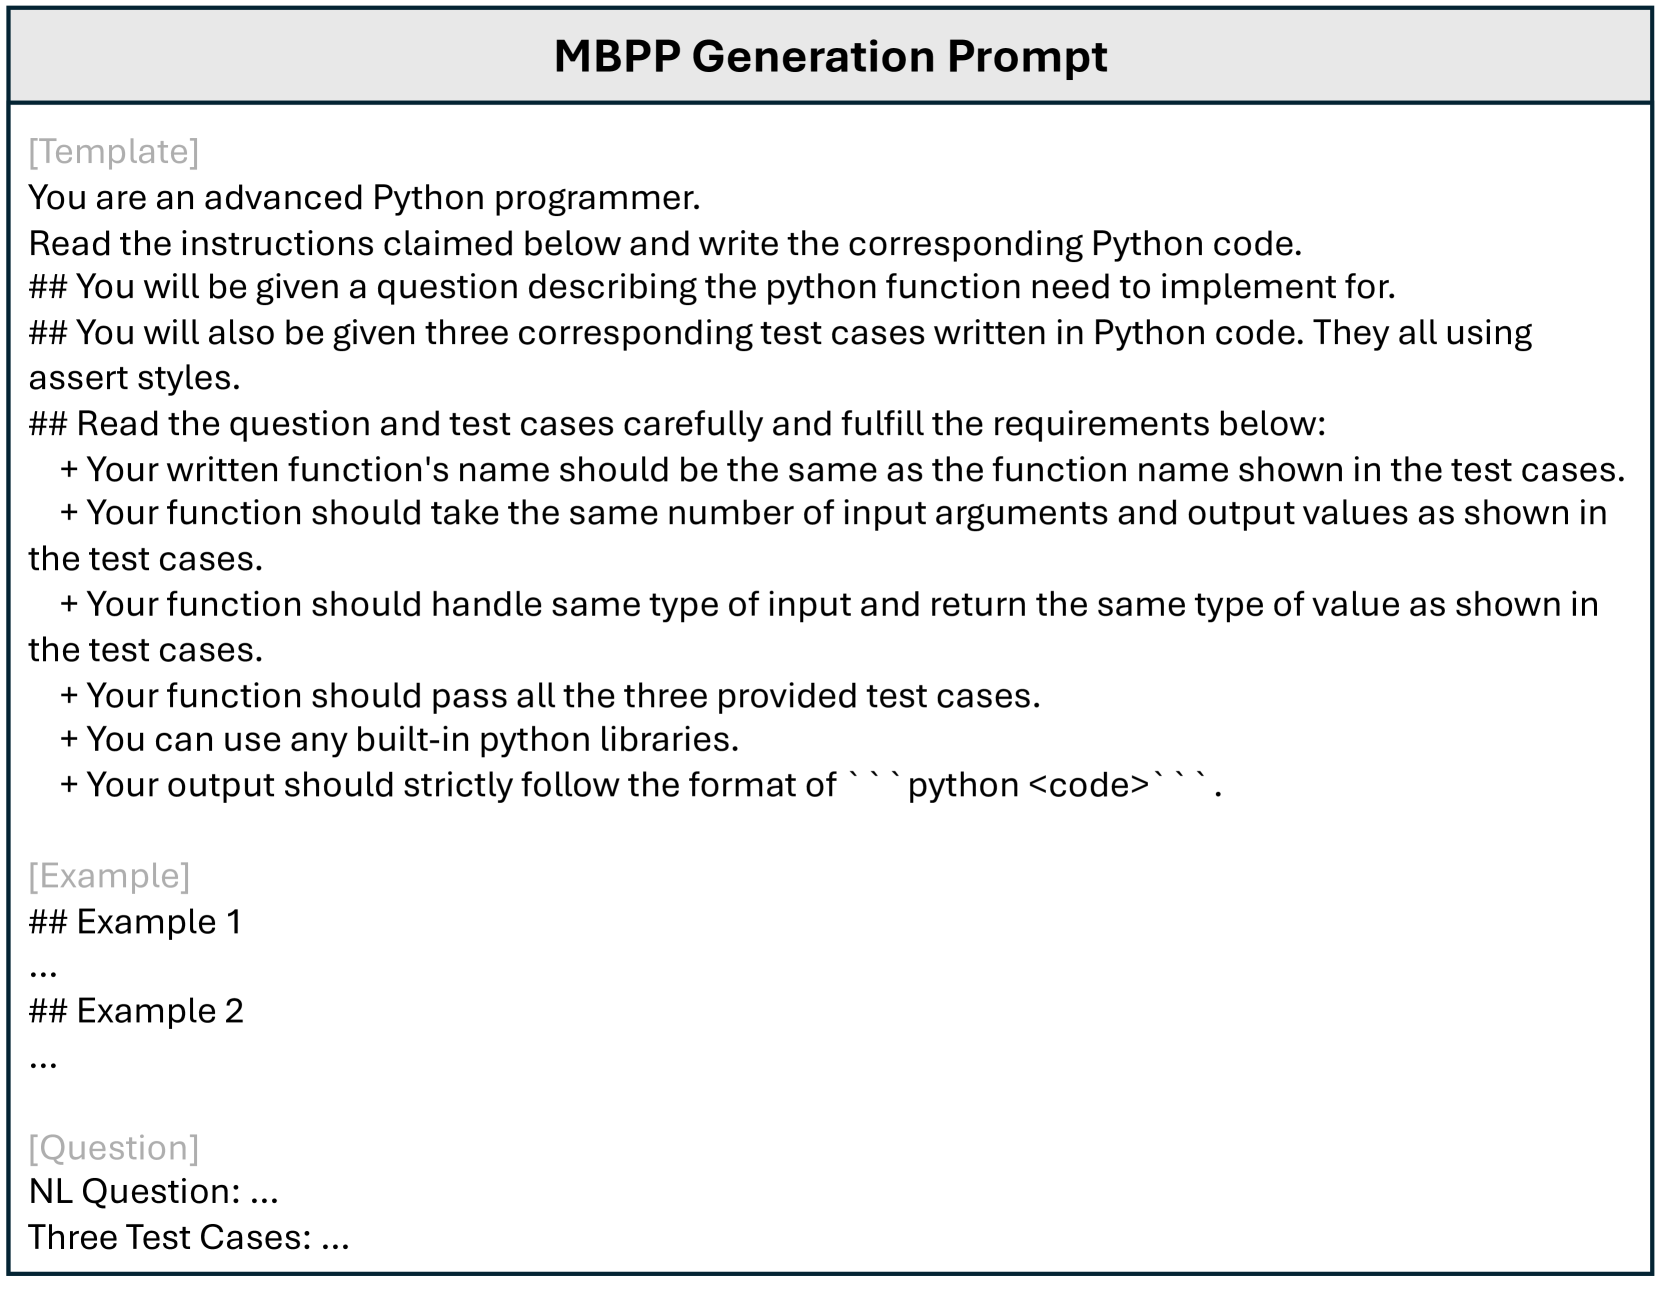 MBPP Generation Prompt
[Template]
You are an advanced Python programmer.
Read the instructions claimed below and write the corresponding Python code.
## You will be given a question describing the python function need to implement for.
## You will also be given three corresponding test cases written in Python code. They all using
assert styles.
## Read the question and test cases carefully and fulfill the requirements below:
+ Your written function's name should be the same as the function name shown in the test cases.
+ Your function should take the same number of input arguments and output values as shown in
the test cases.
+ Your function should handle same type of input and return the same type of value as shown in
the test cases.
+ Your function should pass all the three provided test cases.
+ You can use any built-in python libraries.
+ Your output should strictly follow the format of ```python <code>```.
[Example]
## Example 1
...
## Example 2
...
[Question]
NL Question: ...
Three Test Cases: ...